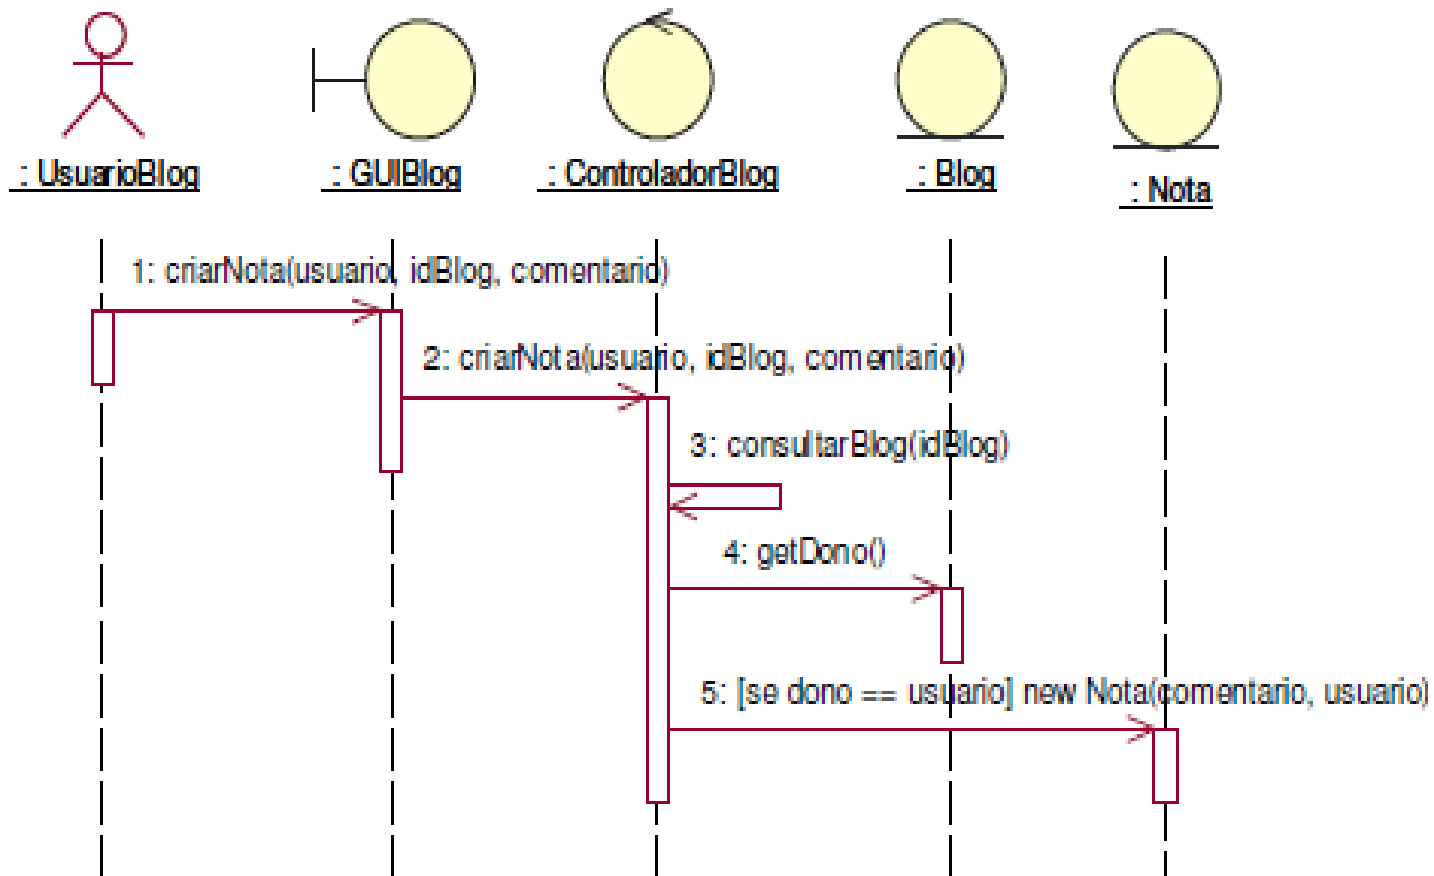 : UsuarioBlog
: GUIBlog
: ControladorBlog
: Blog
: Nota
1: criarNota(usuario, idBlog, comentario)
2: criarNota(usuario, idBlog, comentario)
3: consultarBlog(idBlog)
4: getDono()
5: [se dono == usuario] new Nota(comentario, usuario)